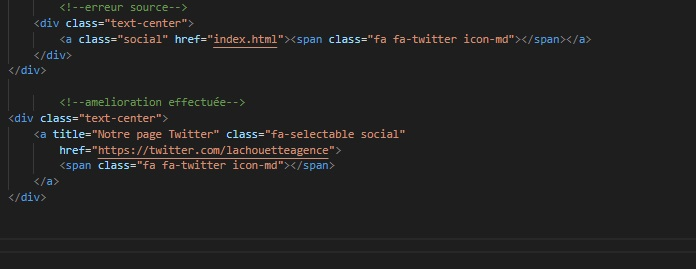 <!--erreur source-->
<div class="text-center">
<a class="social" href="index.html"><span class="fa fa-twitter icon-md"></span></a>
</div>
</div>
<!--amelioration effectuée-->
<div class="text-center">
<a title="Notre page Twitter" class="fa-selectable social"
href="https://twitter.com/lachouetteagence">
<span class="fa fa-twitter icon-md"></span>
</a>
</div>